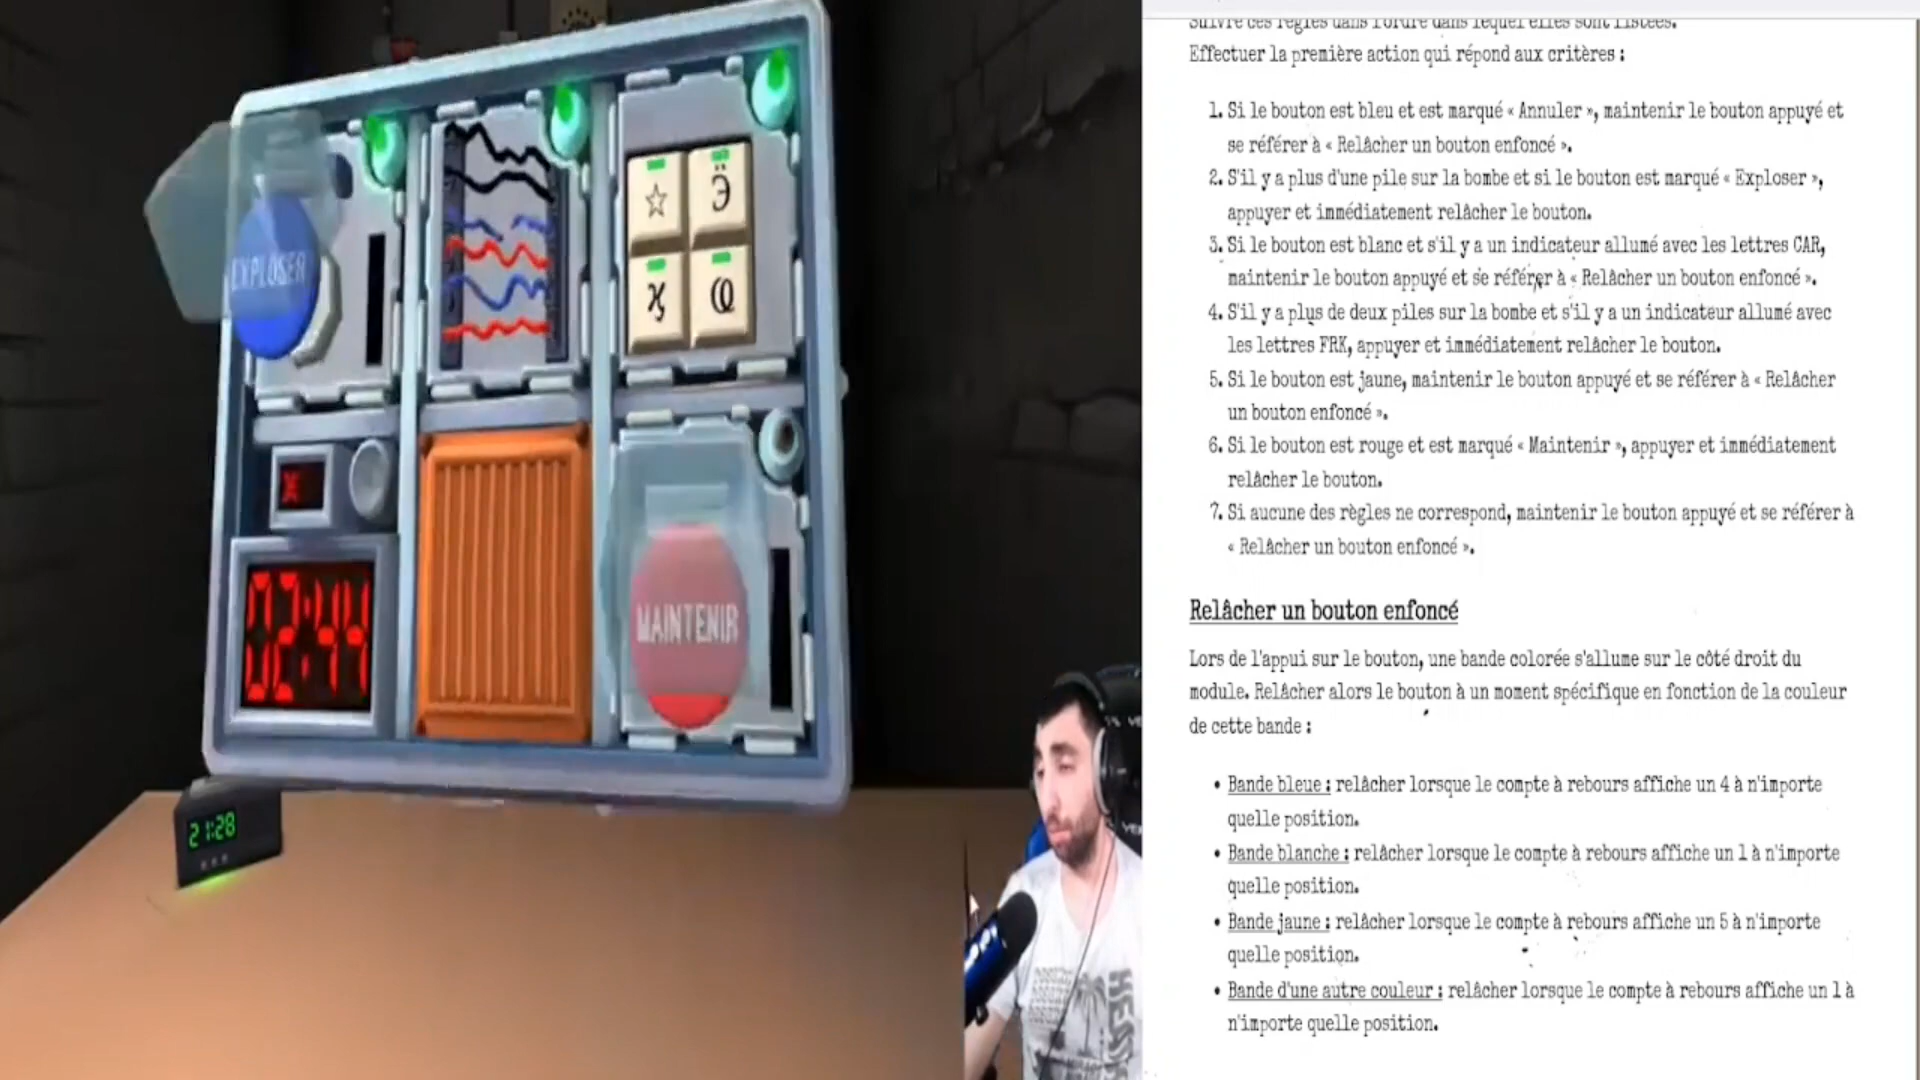 EXPLOSER
X
02:44
MAINTENIR
21:28
Suivre ces règles dans l'ordre dans lequel elles sont listées.
Effectuer la première action qui répond aux critères :
1. Si le bouton est bleu et est marqué « Annuler », maintenir le bouton appuyé et
se référer à « Relâcher un bouton enfoncé ».
2. S'il y a plus d'une pile sur la bombe et si le bouton est marqué « Exploser »,
appuyer et immédiatement relâcher le bouton.
3. Si le bouton est blanc et s'il y a un indicateur allumé avec les lettres CAR,
maintenir le bouton appuyé et se référer à « Relâcher un bouton enfoncé ».
4. S'il y a plus de deux piles sur la bombe et s'il y a un indicateur allumé avec
les lettres FRK, appuyer et immédiatement relâcher le bouton.
5. Si le bouton est jaune, maintenir le bouton appuyé et se référer à « Relâcher
un bouton enfoncé ».
6. Si le bouton est rouge et est marqué « Maintenir », appuyer et immédiatement
relâcher le bouton.
7. Si aucune des règles ne correspond, maintenir le bouton appuyé et se référer à
« Relâcher un bouton enfoncé ».
Relâcher un bouton enfoncé
Lors de l'appui sur le bouton, une bande colorée s'allume sur le côté droit du
module. Relâcher alors le bouton à un moment spécifique en fonction de la couleur
de cette bande :
• Bande bleue : relâcher lorsque le compte à rebours affiche un 4 à n'importe
quelle position.
• Bande blanche : relâcher lorsque le compte à rebours affiche un 1 à n'importe
quelle position.
• Bande jaune : relâcher lorsque le compte à rebours affiche un 5 à n'importe
quelle position.
• Bande d'une autre couleur : relâcher lorsque le compte à rebours affiche un 1 à
n'importe quelle position.